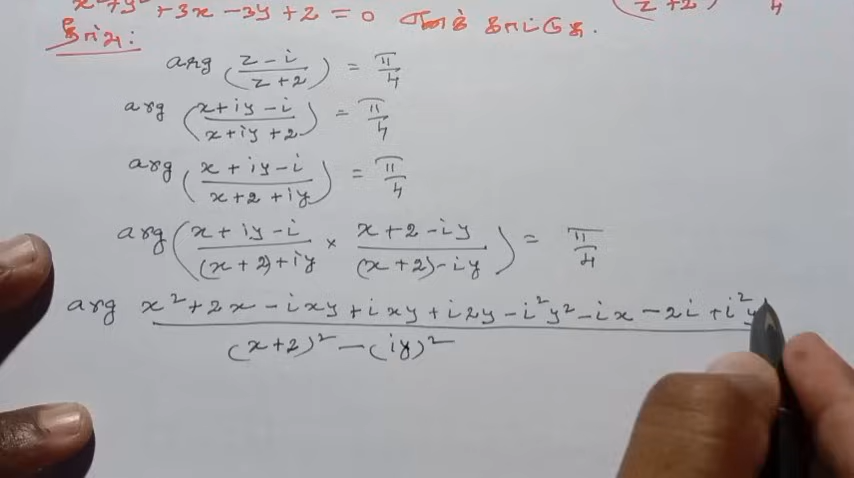 x² + y² + 3x - 3y + 2 = 0 எனக் காட்டுக.
தீர்வு:
arg((z - i)/(z + 2)) = π/4
arg((x + iy - i)/(x + iy + 2)) = π/4
arg((x + iy - i)/(x + 2 + iy)) = π/4
arg((x + iy - i)/((x + 2) + iy) × (x + 2 - iy)/((x + 2) - iy)) = π/4
arg (x² + 2x - ixy + ixy + i2y - i²y² - ix - 2i + i²y)/((x + 2)² - (iy)²)